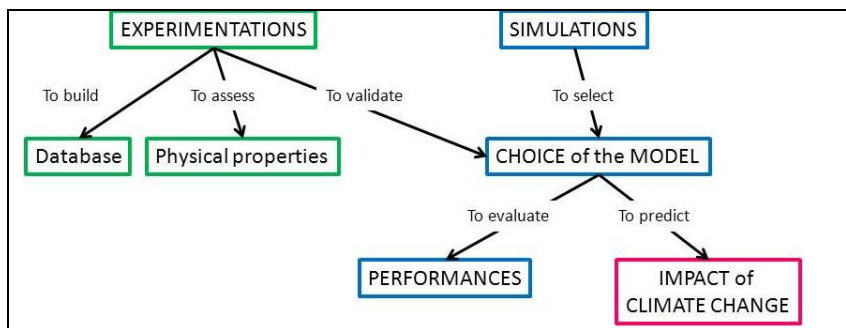 EXPERIMENTATIONS
SIMULATIONS
To build
To assess
To validate
To select
Database
Physical properties
CHOICE of the MODEL
To evaluate
To predict
PERFORMANCES
IMPACT of
CLIMATE CHANGE